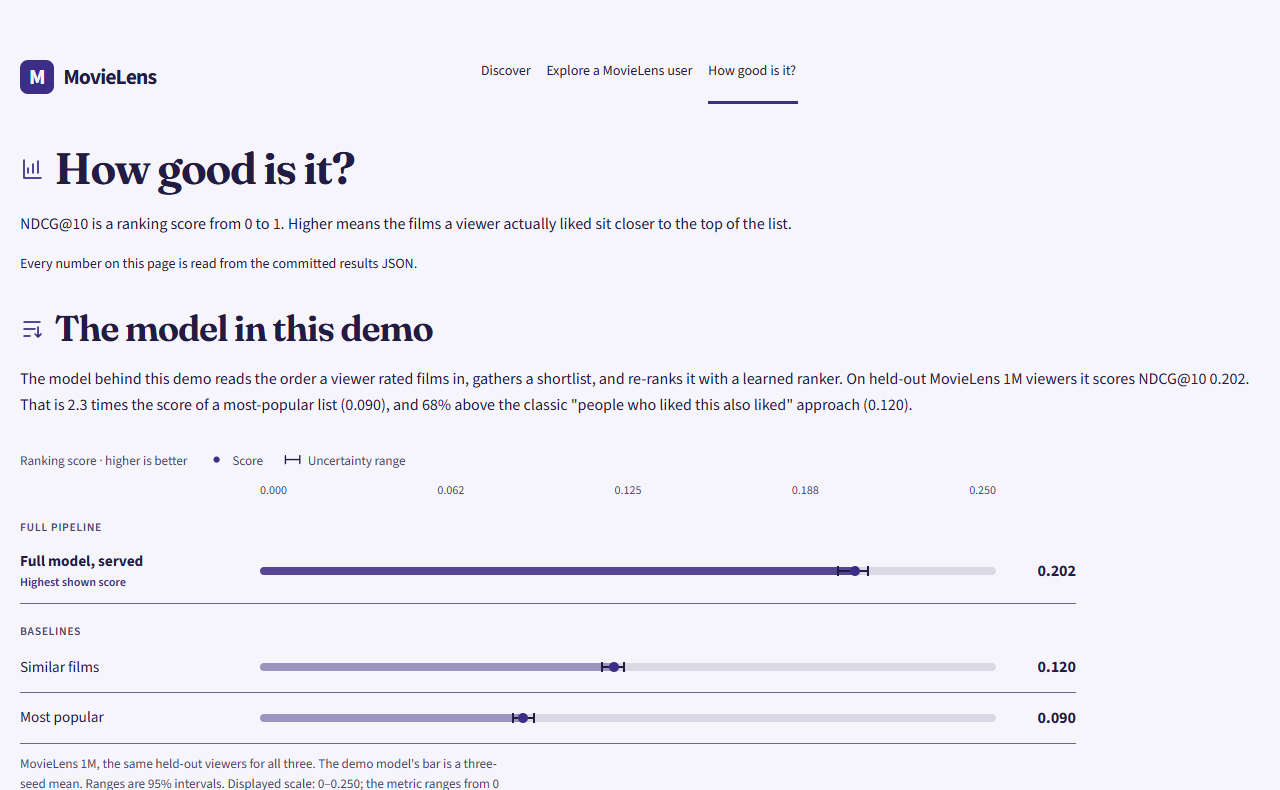 M MovieLens
Discover Explore a MovieLens user How good is it?
How good is it?
NDCG@10 is a ranking score from 0 to 1. Higher means the films a viewer actually liked sit closer to the top of the list.
Every number on this page is read from the committed results JSON.
The model in this demo
The model behind this demo reads the order a viewer rated films in, gathers a shortlist, and re-ranks it with a learned ranker. On held-out MovieLens 1M viewers it scores NDCG@10 0.202.
That is 2.3 times the score of a most-popular list (0.090), and 68% above the classic "people who liked this also liked" approach (0.120).
Ranking score · higher is better Score Uncertainty range
0.000 0.062 0.125 0.188 0.250
FULL PIPELINE
Full model, served
Highest shown score
0.202
BASELINES
Similar films 0.120
Most popular 0.090
MovieLens 1M, the same held-out viewers for all three. The demo model's bar is a three-
seed mean. Ranges are 95% intervals. Displayed scale: 0–0.250; the metric ranges from 0